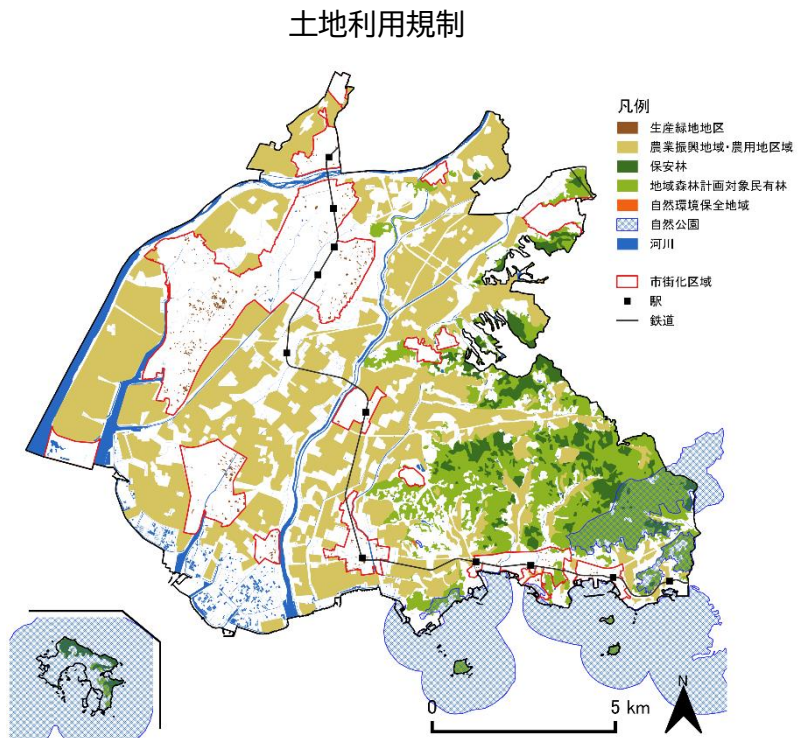 土地利用規制
凡例
生産緑地地区
農業振興地域・農用地区域
保安林
地域森林計画対象民有林
自然環境保全地域
自然公園
河川
市街化区域
駅
鉄道
N
0 5 km